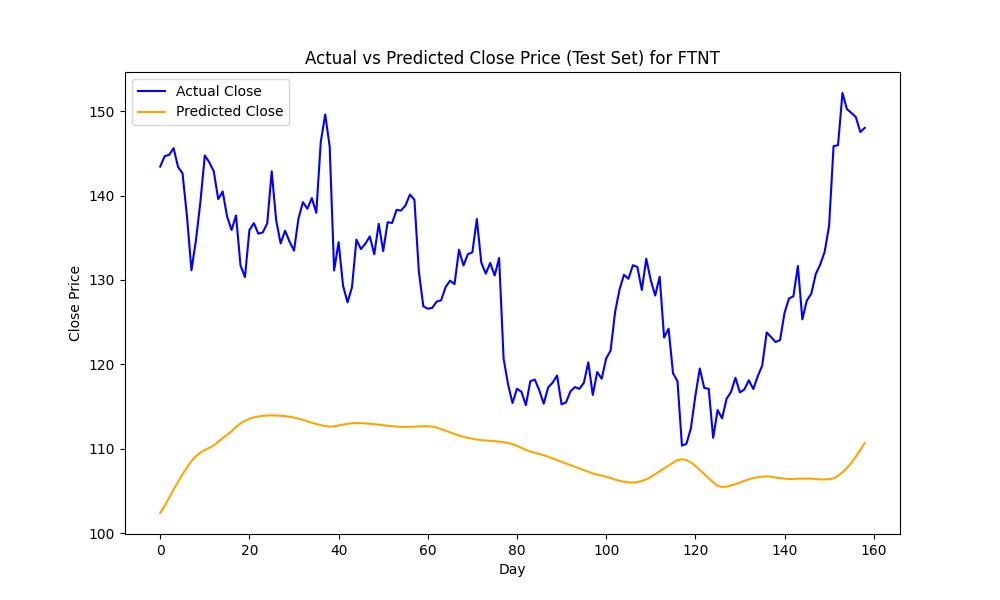 Actual vs Predicted Close Price (Test Set) for FTNT
Actual Close
Predicted Close
Close Price
150
140
130
120
110
100
0 20 40 60 80 100 120 140 160
Day